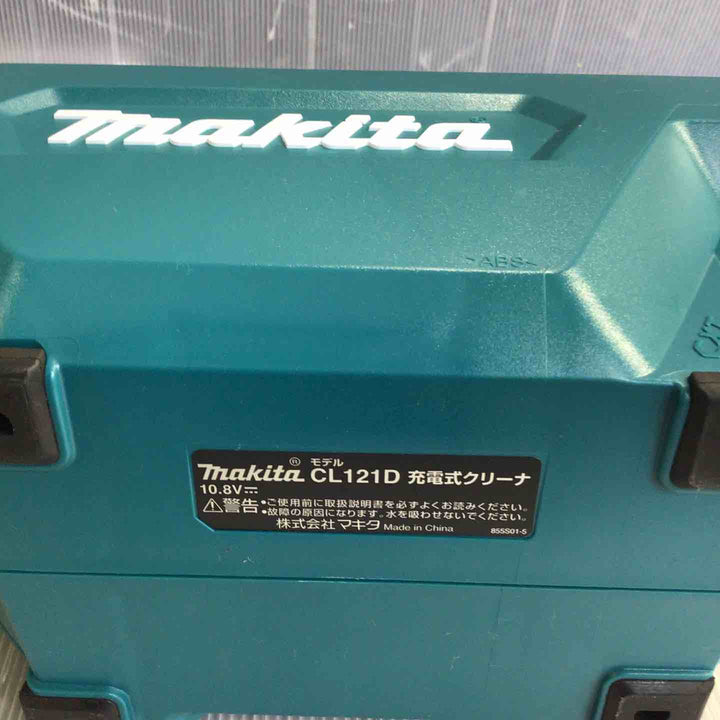 makita
>ABS<
CXT
makita® モデル CL121D 充電式クリーナ
10.8V⎓
⚠警告 •ご使用前に取扱説明書を必ずよくお読みください。
•故障の原因になります。水を吸わせないでください。
株式会社マキタ Made in China 855S01-5